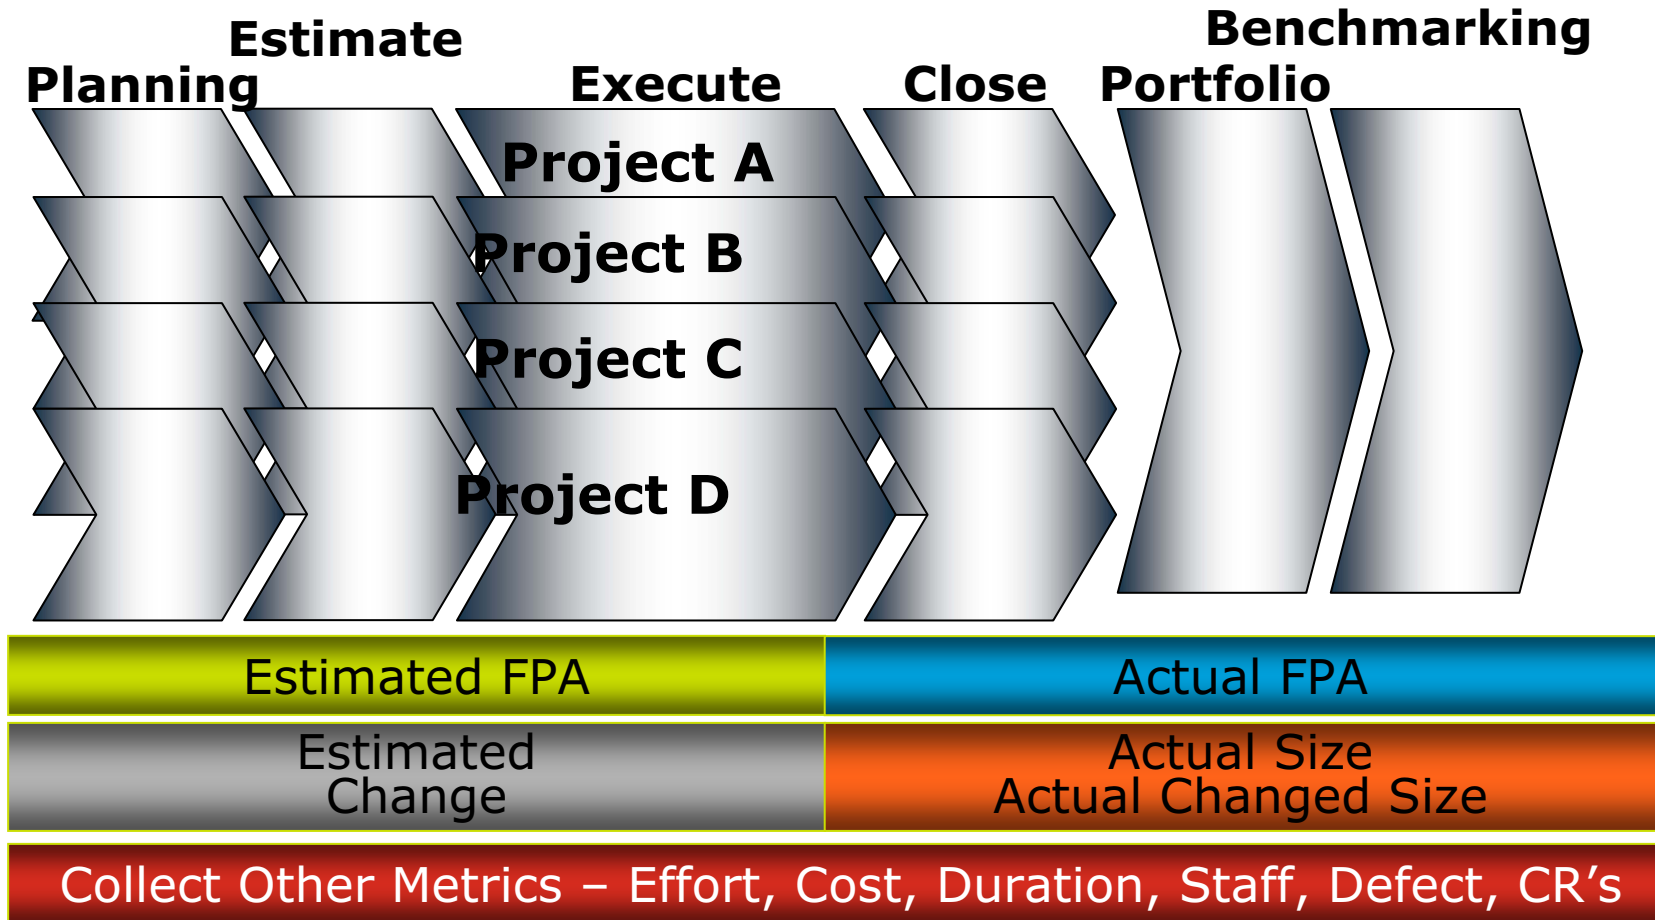 Estimate
Benchmarking
Planning
Execute
Close
Portfolio
Project A
Project B
Project C
Project D
Estimated FPA
Actual FPA
Estimated
Change
Actual Size
Actual Changed Size
Collect Other Metrics – Effort, Cost, Duration, Staff, Defect, CR’s